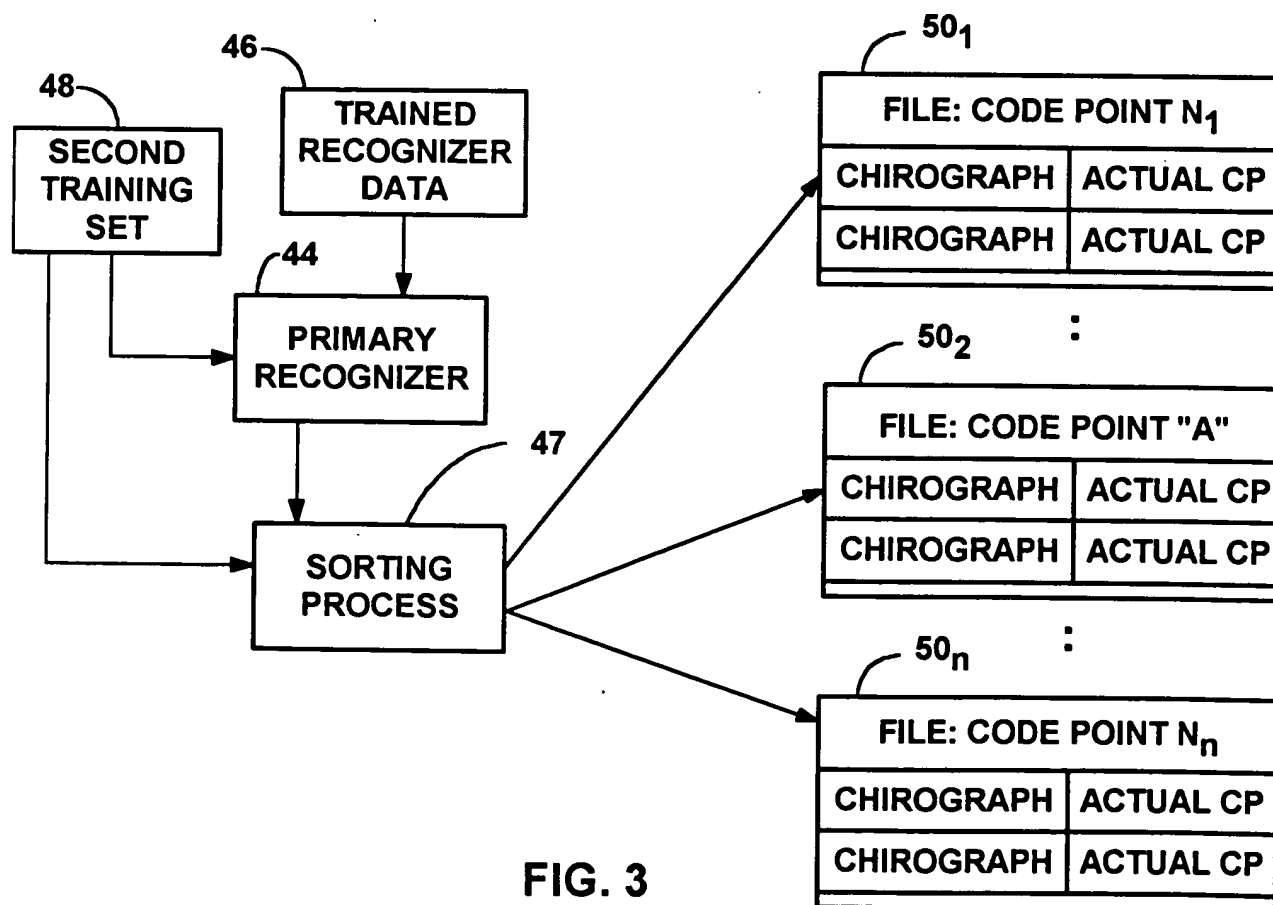 46
48
SECOND
TRAINING
SET
TRAINED
RECOGNIZER
DATA
44
PRIMARY
RECOGNIZER
47
SORTING
PROCESS
50₁
FILE: CODE POINT N₁
CHIROGRAPH ACTUAL CP
CHIROGRAPH ACTUAL CP
:
50₂
FILE: CODE POINT "A"
CHIROGRAPH ACTUAL CP
CHIROGRAPH ACTUAL CP
:
50ₙ
FILE: CODE POINT Nₙ
CHIROGRAPH ACTUAL CP
CHIROGRAPH ACTUAL CP
FIG. 3